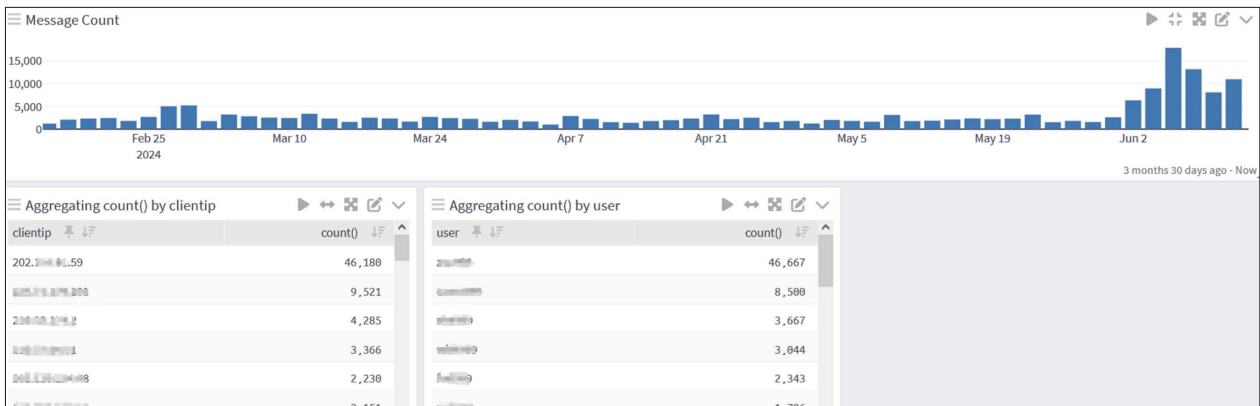 Message Count
15,000
10,000
5,000
0
Feb 25 Mar 10 Mar 24 Apr 7 Apr 21 May 5 May 19 Jun 2
2024
3 months 30 days ago - Now
Aggregating count() by clientip Aggregating count() by user
clientip count() user count()
46,180 46,667
9,521 8,500
4,285 3,667
3,366 3,044
2,230 2,343